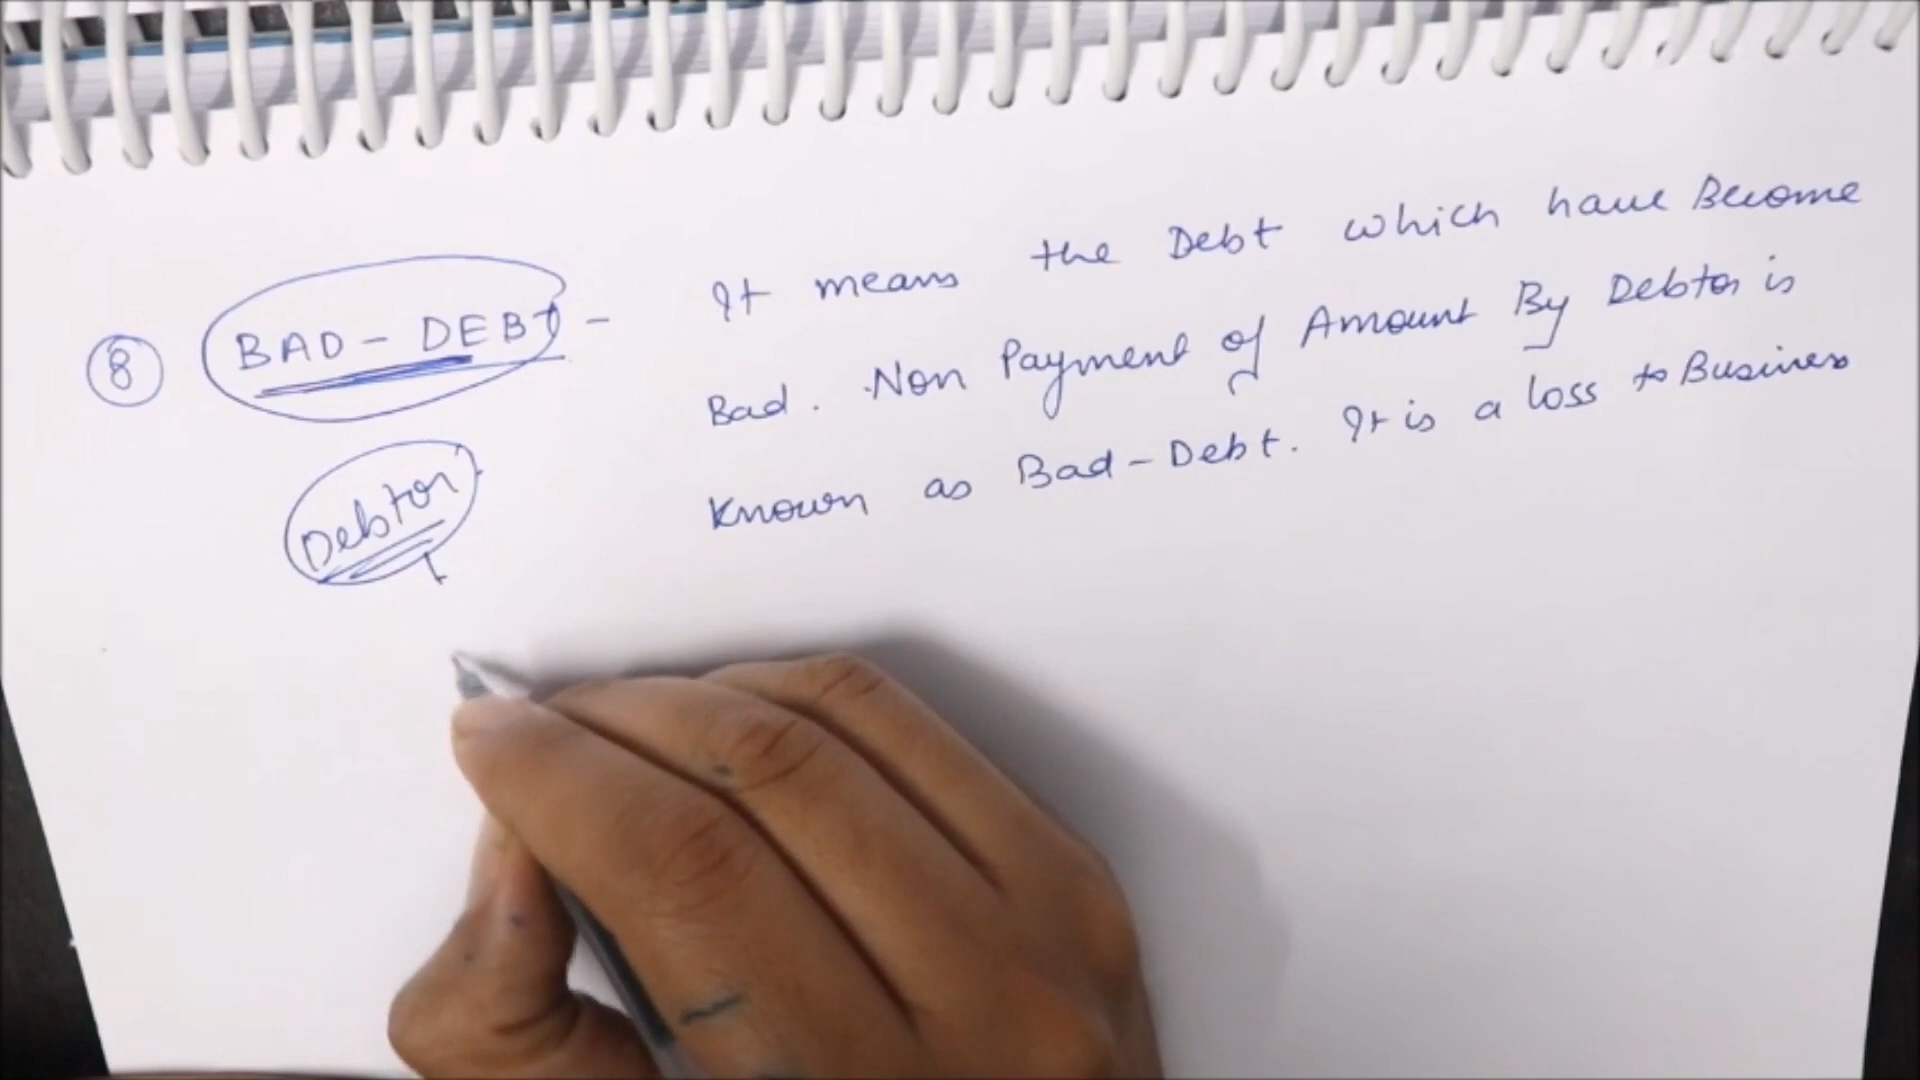 8 BAD-DEBT - It means the Debt which have Become
Bad. Non Payment of Amount By Debtor is
Known as Bad-Debt. It is a loss to Business
Debtor